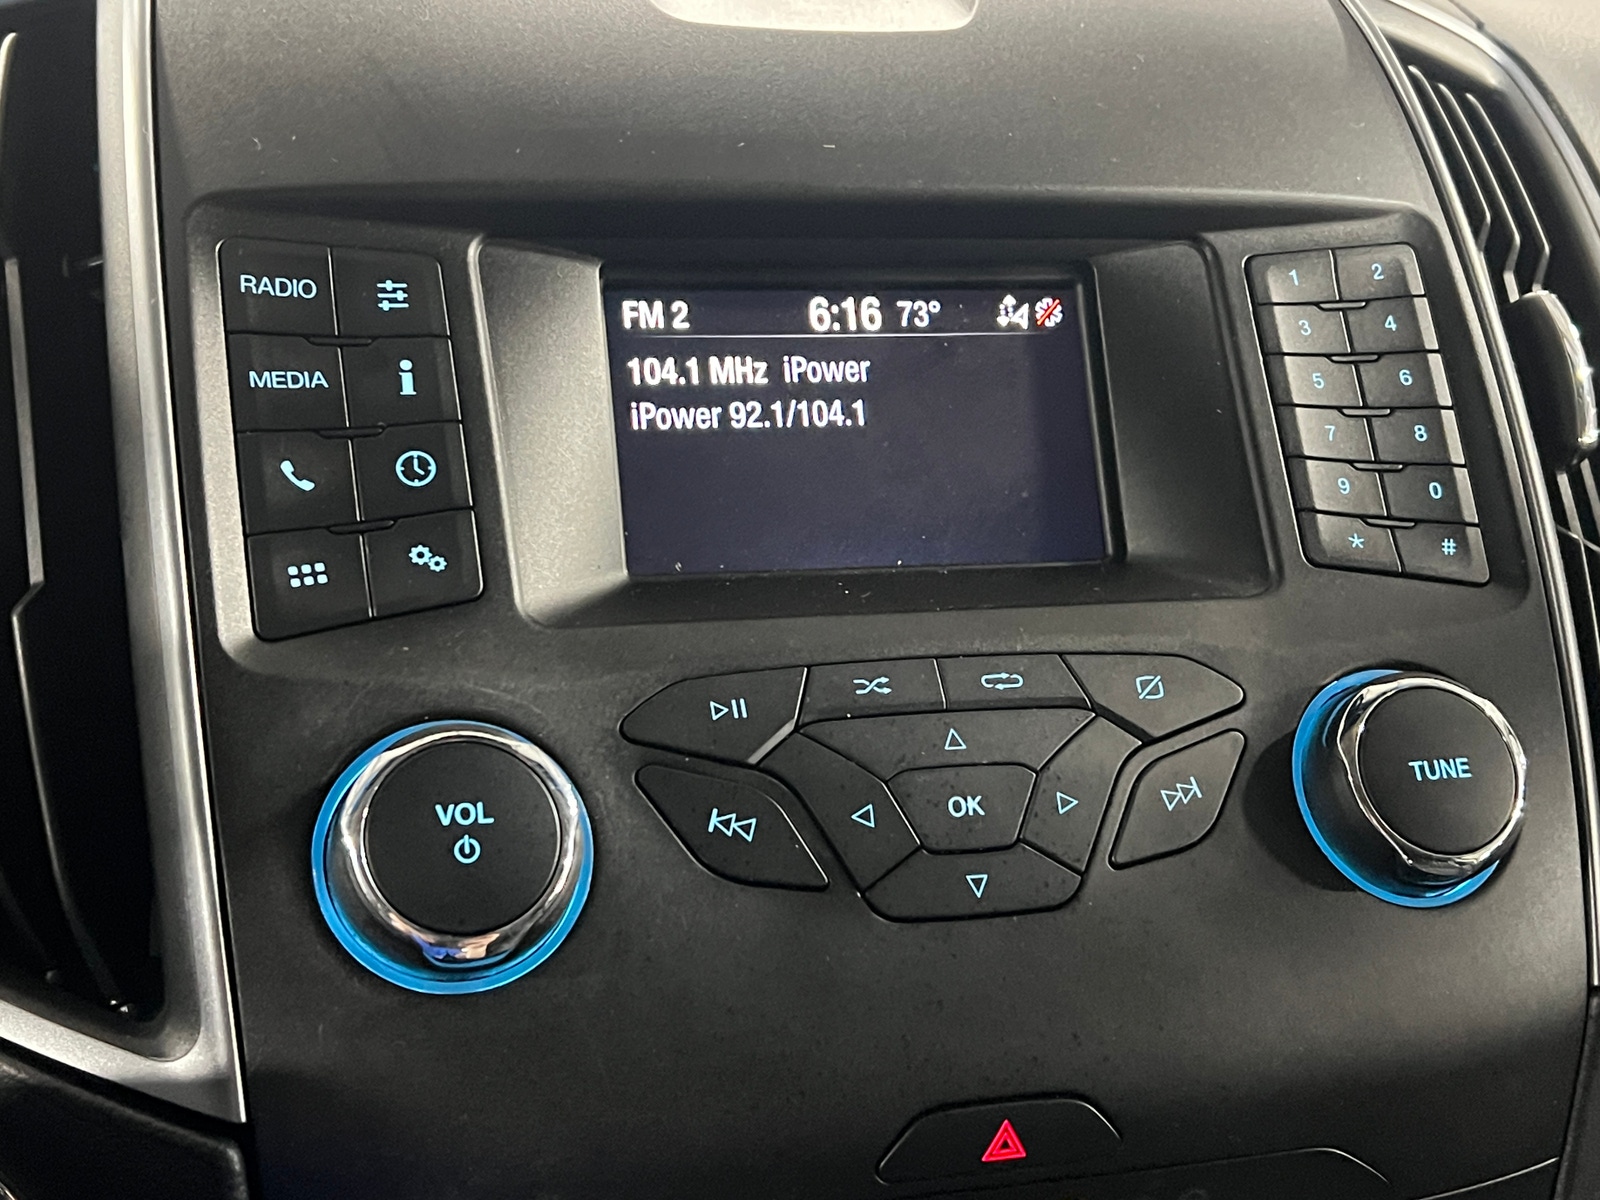 RADIO
MEDIA
FM 2 6:16 73°
104.1 MHz iPower
iPower 92.1/104.1
1 2
3 4
5 6
7 8
9 0
* #
VOL
OK
TUNE